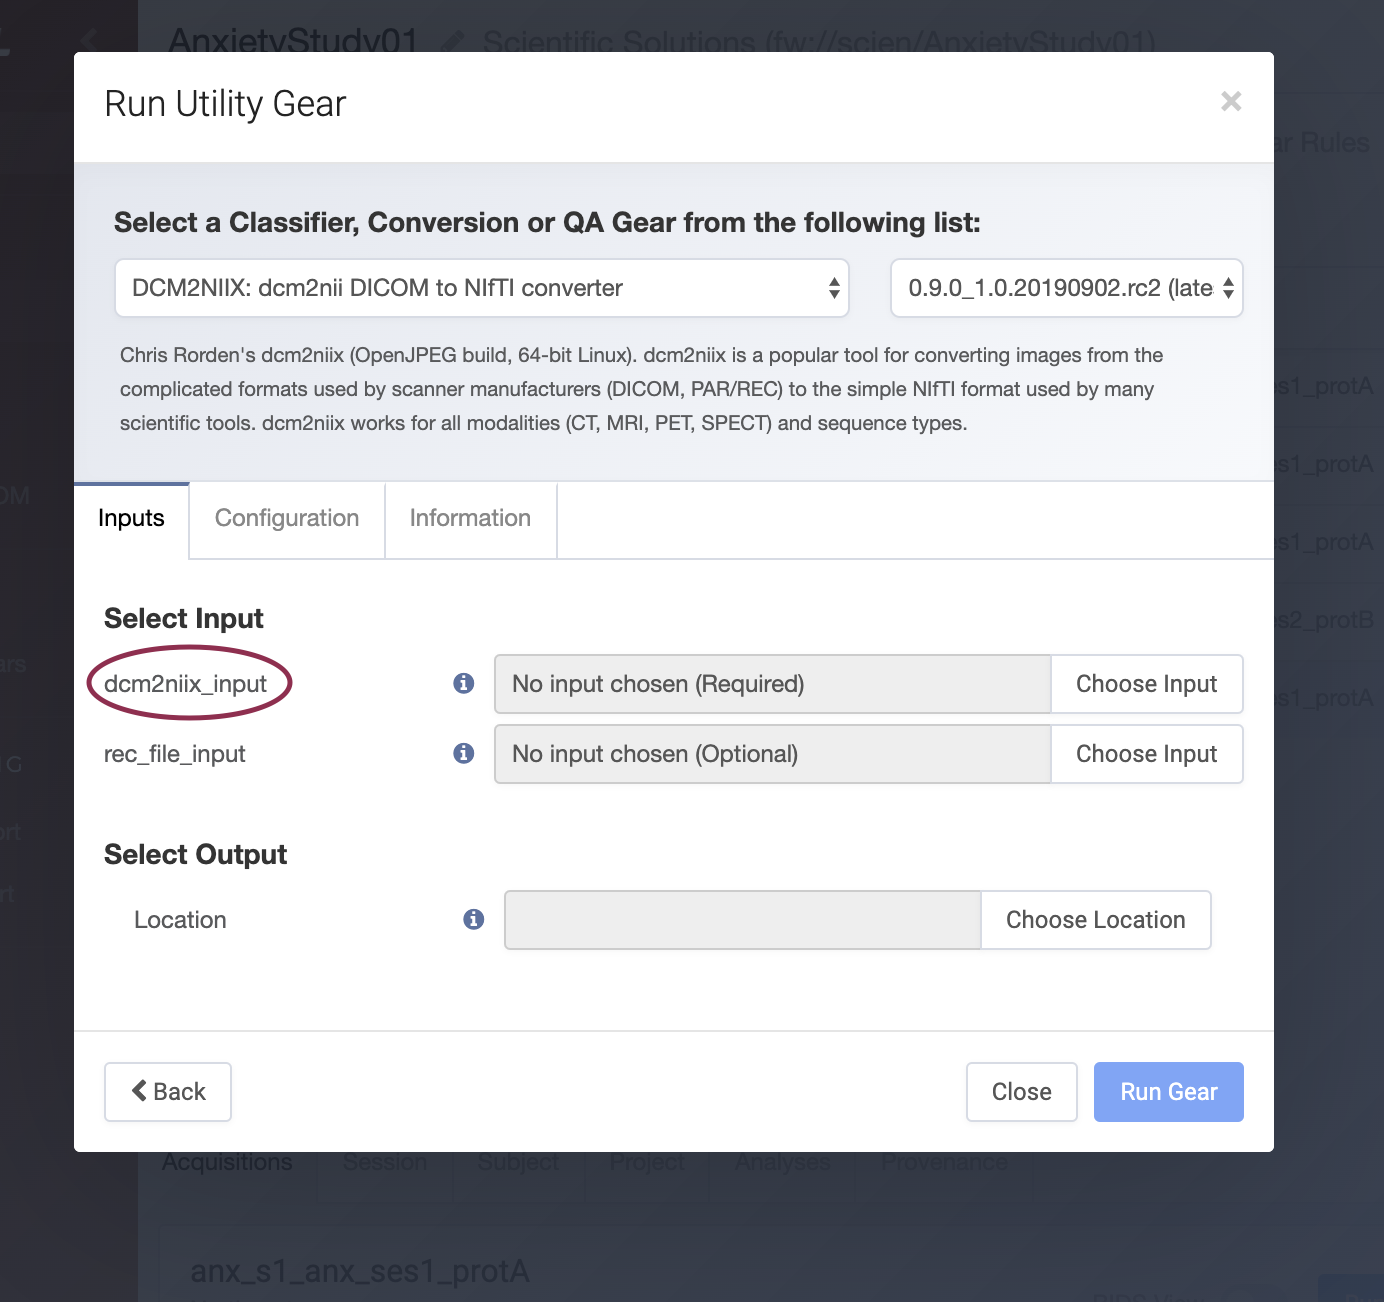 AnxietyStudy01 Scientific Solutions (fw://scien/AnxietyStudy01)
Run Utility Gear
×
Rules
Select a Classifier, Conversion or QA Gear from the following list:
DCM2NIIX: dcm2nii DICOM to NIfTI converter
0.9.0_1.0.20190902.rc2 (late
Chris Rorden's dcm2niix (OpenJPEG build, 64-bit Linux). dcm2niix is a popular tool for converting images from the
complicated formats used by scanner manufacturers (DICOM, PAR/REC) to the simple NIfTI format used by many
scientific tools. dcm2niix works for all modalities (CT, MRI, PET, SPECT) and sequence types.
s1_protA
s1_protA
Inputs
Configuration
Information
s1_protA
Select Input
s2_protB
dcm2niix_input
No input chosen (Required)
Choose Input
s1_protA
rec_file_input
No input chosen (Optional)
Choose Input
Select Output
Location
Choose Location
Back
Close
Run Gear
Acquisitions
Session
Subject
Project
Analyses
Provenance
anx_s1_anx_ses1_protA